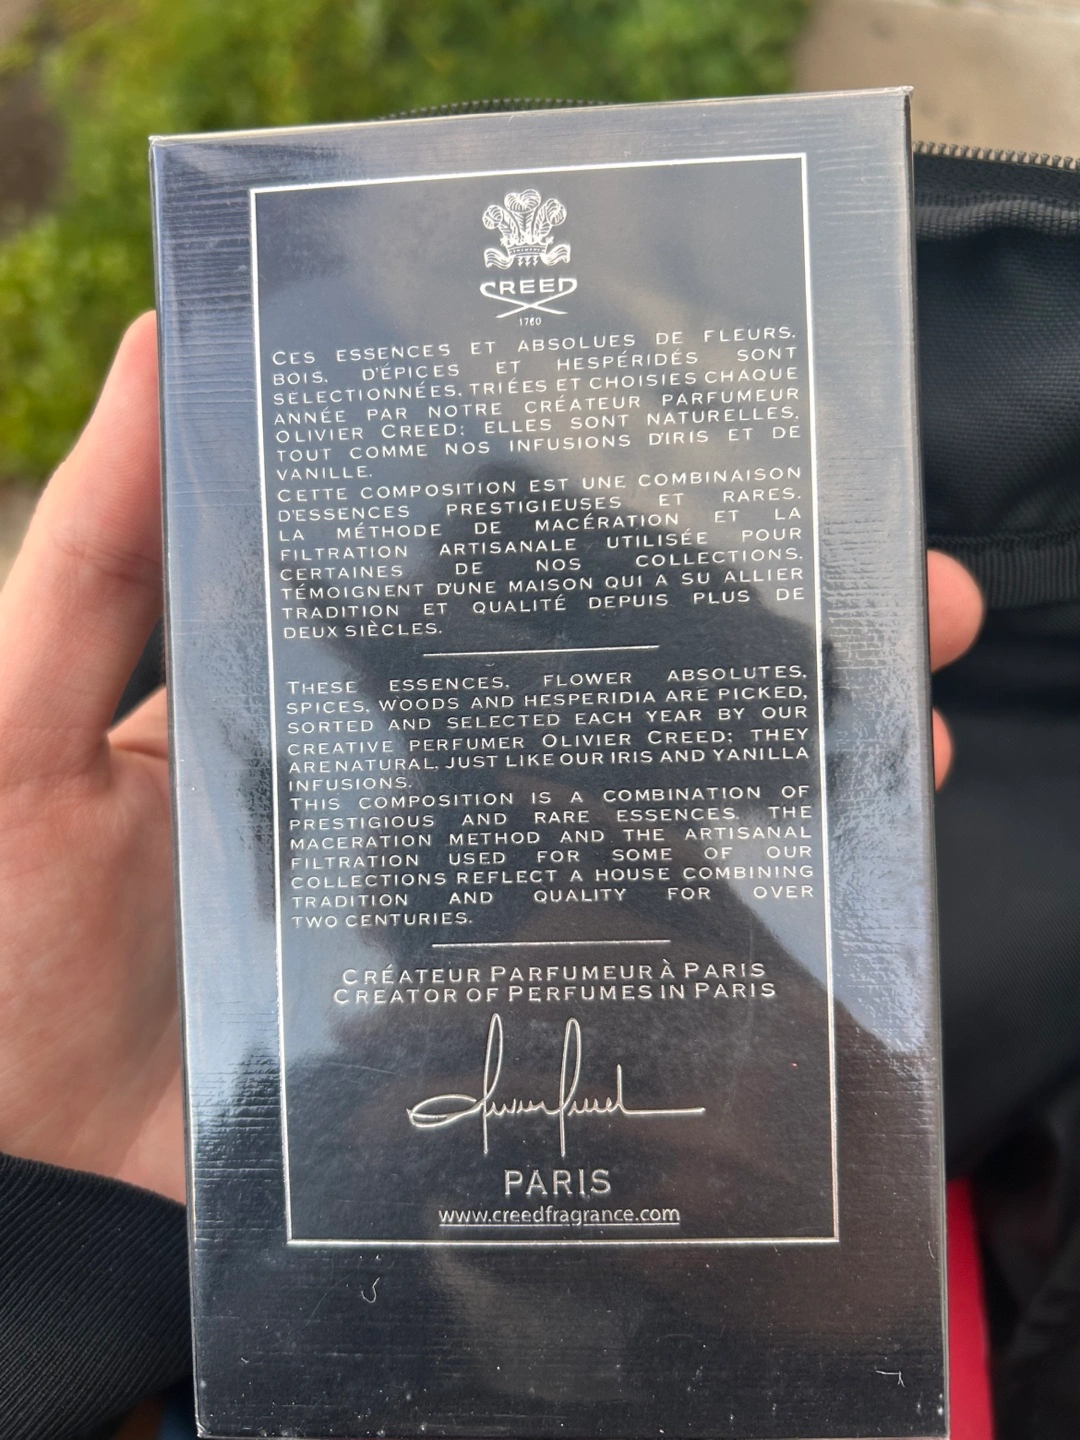 CREED
1760
CES ESSENCES ET ABSOLUES DE FLEURS,
BOIS, D'ÉPICES ET HESPÉRIDÉS SONT
SÉLECTIONNÉES, TRIÉES ET CHOISIES CHAQUE
ANNÉE PAR NOTRE CRÉATEUR PARFUMEUR
OLIVIER CREED; ELLES SONT NATURELLES,
TOUT COMME NOS INFUSIONS D'IRIS ET DE
VANILLE.
CETTE COMPOSITION EST UNE COMBINAISON
D'ESSENCES PRESTIGIEUSES ET RARES.
LA MÉTHODE DE MACÉRATION ET LA
FILTRATION ARTISANALE UTILISÉE POUR
CERTAINES DE NOS COLLECTIONS,
TÉMOIGNENT D'UNE MAISON QUI A SU ALLIER
TRADITION ET QUALITÉ DEPUIS PLUS DE
DEUX SIÈCLES.
THESE ESSENCES, FLOWER ABSOLUTES,
SPICES, WOODS AND HESPERIDIA ARE PICKED,
SORTED AND SELECTED EACH YEAR BY OUR
CREATIVE PERFUMER OLIVIER CREED; THEY
ARENATURAL, JUST LIKE OUR IRIS AND YANILLA
INFUSIONS.
THIS COMPOSITION IS A COMBINATION OF
PRESTIGIOUS AND RARE ESSENCES. THE
MACERATION METHOD AND THE ARTISANAL
FILTRATION USED FOR SOME OF OUR
COLLECTIONS REFLECT A HOUSE COMBINING
TRADITION AND QUALITY FOR OVER
TWO CENTURIES.
CRÉATEUR PARFUMEUR À PARIS
CREATOR OF PERFUMES IN PARIS
Olivier Creed
PARIS
www.creedfragrance.com